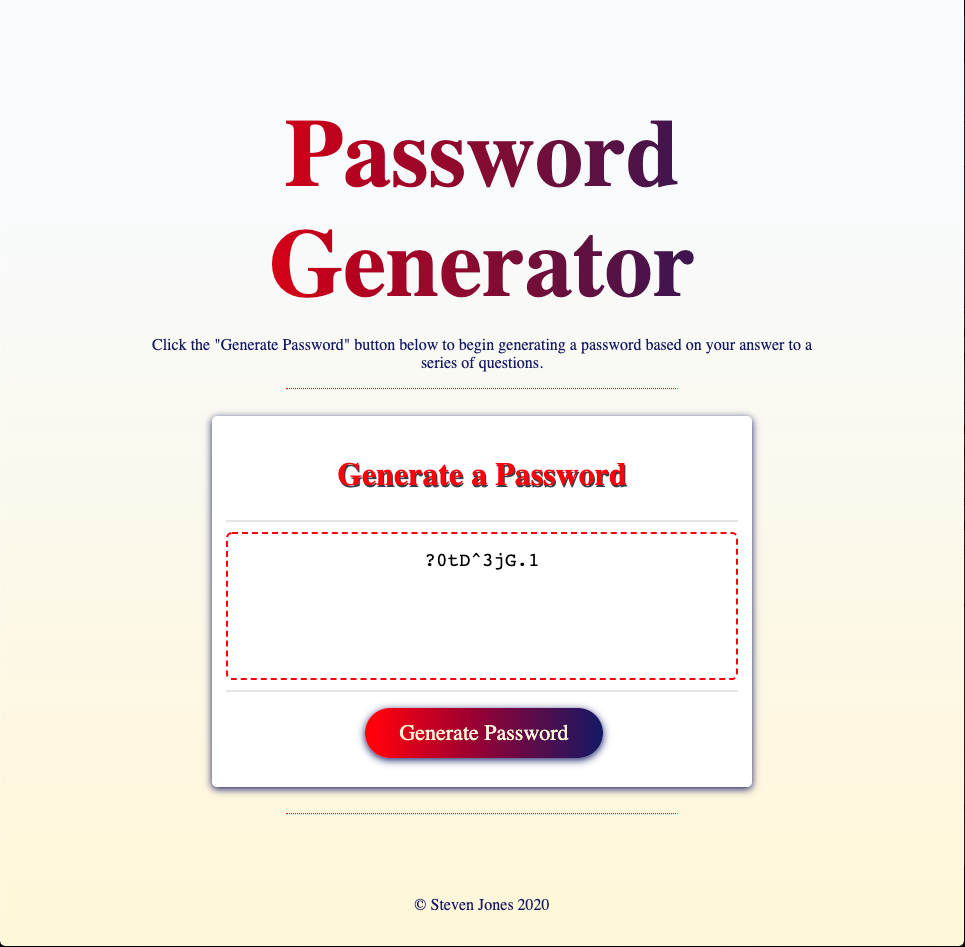 Password
Generator
Click the "Generate Password" button below to begin generating a password based on your answer to a
series of questions.
Generate a Password
?0tD^3jG.1
Generate Password
© Steven Jones 2020